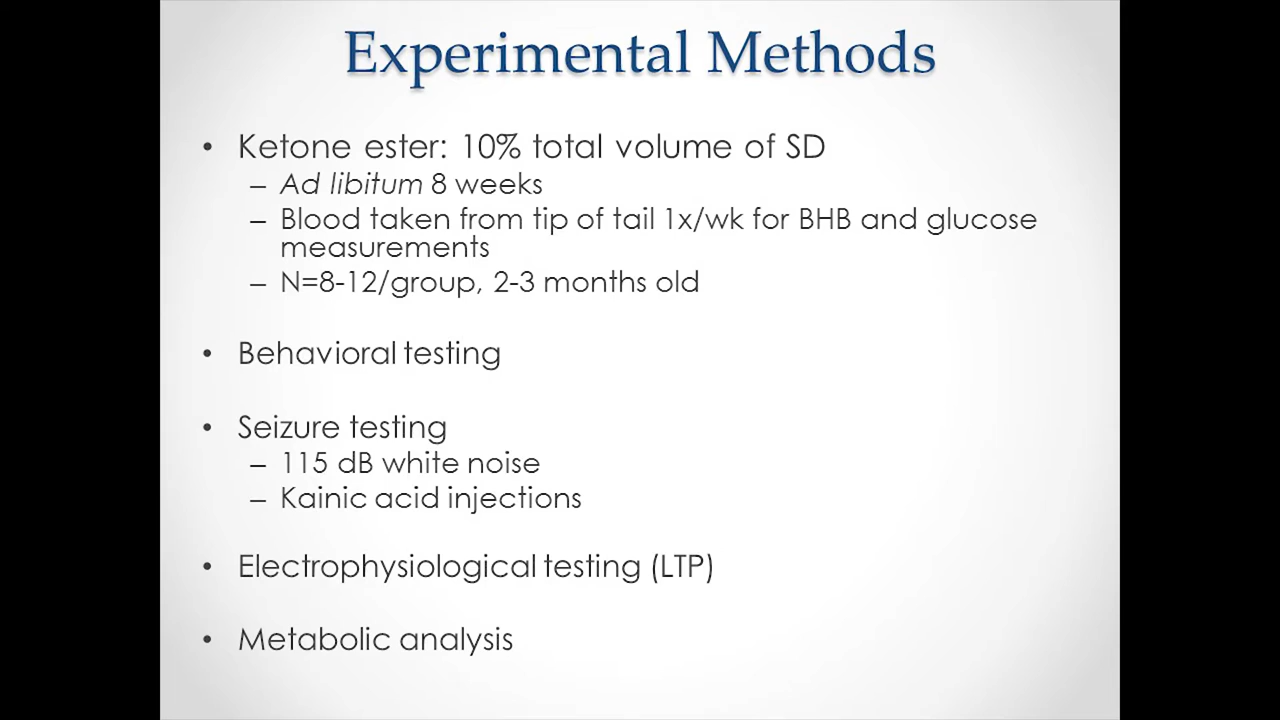 Experimental Methods
• Ketone ester: 10% total volume of SD
– Ad libitum 8 weeks
– Blood taken from tip of tail 1x/wk for BHB and glucose
measurements
– N=8-12/group, 2-3 months old
• Behavioral testing
• Seizure testing
– 115 dB white noise
– Kainic acid injections
• Electrophysiological testing (LTP)
• Metabolic analysis